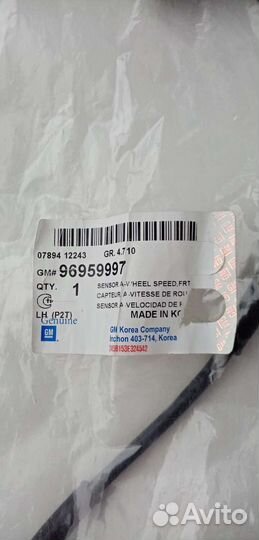 07894 12243 GR. 4.710
GM# 96959997
QTY. 1
SENSOR A-WHEEL SPEED,FRT
CAPTEUR, A-VITESSE DE ROU
SENSOR A-VELOCIDAD DE
LH (P2T)
MADE IN KO
Genuine
GM
GM Korea Company
Inchon 403-714, Korea
Avito